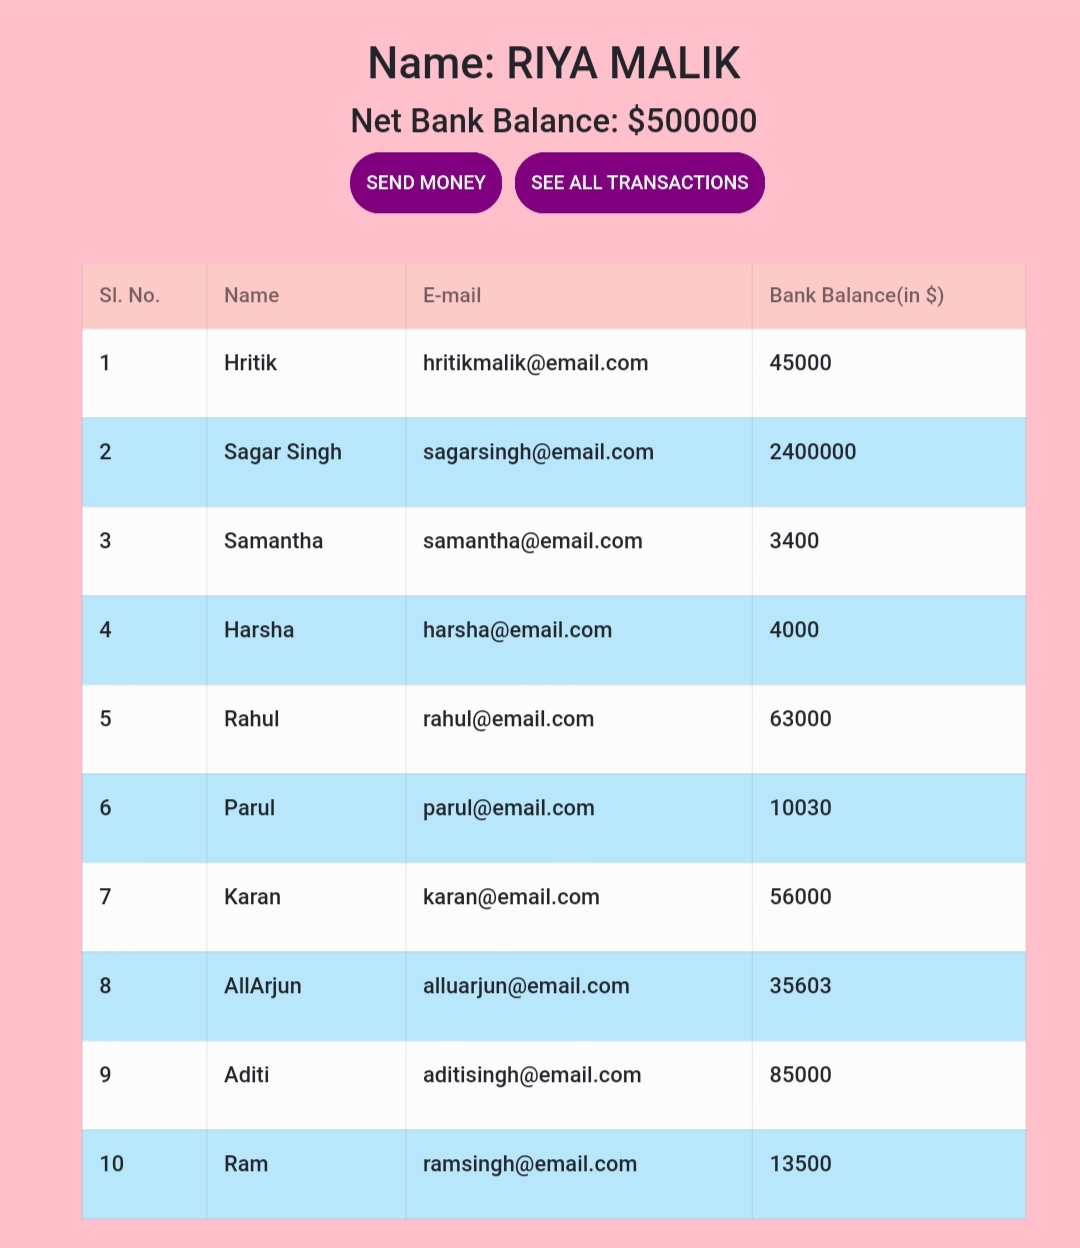 Name: RIYA MALIK
Net Bank Balance: $500000
SEND MONEY SEE ALL TRANSACTIONS
Sl. No. Name E-mail Bank Balance(in $)
1 Hritik hritikmalik@email.com 45000
2 Sagar Singh sagarsingh@email.com 2400000
3 Samantha samantha@email.com 3400
4 Harsha harsha@email.com 4000
5 Rahul rahul@email.com 63000
6 Parul parul@email.com 10030
7 Karan karan@email.com 56000
8 AllArjun alluarjun@email.com 35603
9 Aditi aditisingh@email.com 85000
10 Ram ramsingh@email.com 13500